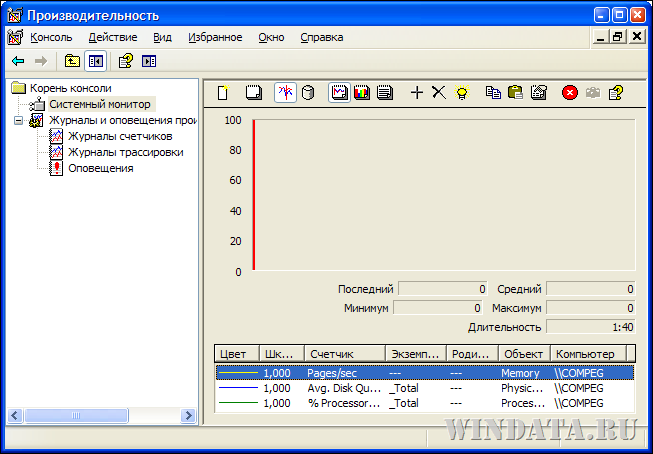 Производительность
Консоль Действие Вид Избранное Окно Справка
Корень консоли
Системный монитор
Журналы и оповещения прои
Журналы счетчиков
Журналы трассировки
Оповещения
100
80
60
40
20
0
Последний 0 Средний 0
Минимум 0 Максимум 0
Длительность 1:40
Цвет Шк... Счетчик Экземп... Роди... Объект Компьютер
1,000 Pages/sec --- --- Memory \\COMPEG
1,000 Avg. Disk Qu... _Total --- Physic... \\COMPEG
1,000 % Processor... _Total --- Proces... \\COMPEG
WINDATA.RU